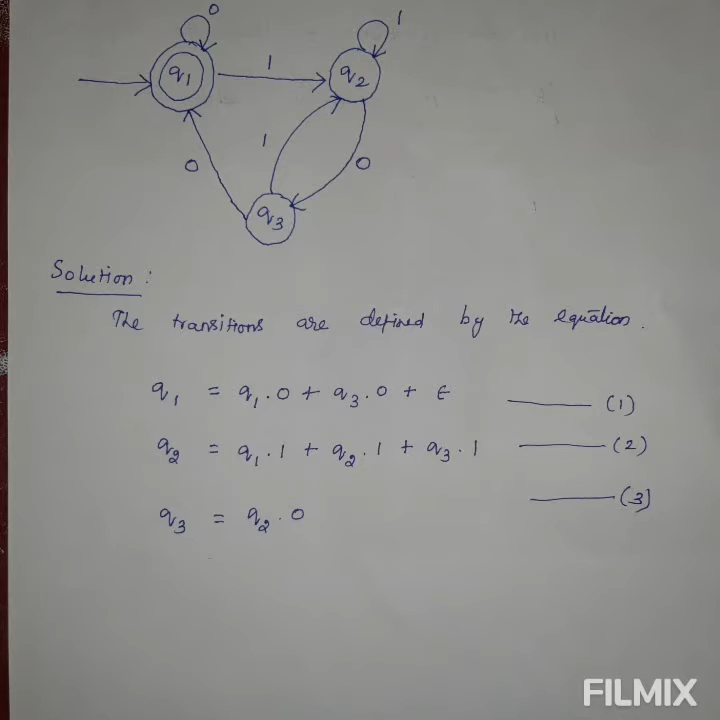 0
1
q1
1
q2
1
0
0
q3
Solution :
The transitions are defined by the equation.
q1 = q1.0 + q3.0 + ε ——— (1)
q2 = q1.1 + q2.1 + q3.1 ——— (2)
——— (3)
q3 = q2.0
FILMIX